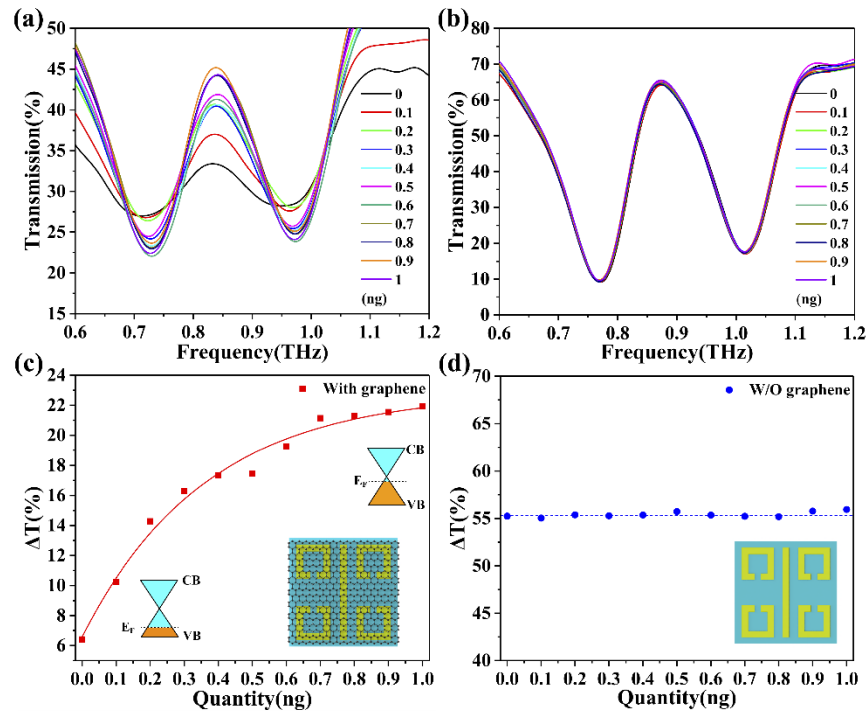 (a)
50
45
40
35
30
25
20
15
Transmission(%)
0.6 0.7 0.8 0.9 1.0 1.1 1.2
Frequency(THz)
0
0.1
0.2
0.3
0.4
0.5
0.6
0.7
0.8
0.9
1
(ng)
(b)
80
70
60
50
40
30
20
10
0
Transmission(%)
0.6 0.7 0.8 0.9 1.0 1.1 1.2
Frequency(THz)
0
0.1
0.2
0.3
0.4
0.5
0.6
0.7
0.8
0.9
1
(ng)
(c)
24
22
20
18
16
14
12
10
8
6
ΔT(%)
0.0 0.1 0.2 0.3 0.4 0.5 0.6 0.7 0.8 0.9 1.0
Quantity(ng)
With graphene
CB
EF
VB
CB
EF
VB
(d)
70
65
60
55
50
45
40
ΔT(%)
0.0 0.1 0.2 0.3 0.4 0.5 0.6 0.7 0.8 0.9 1.0
Quantity(ng)
W/O graphene